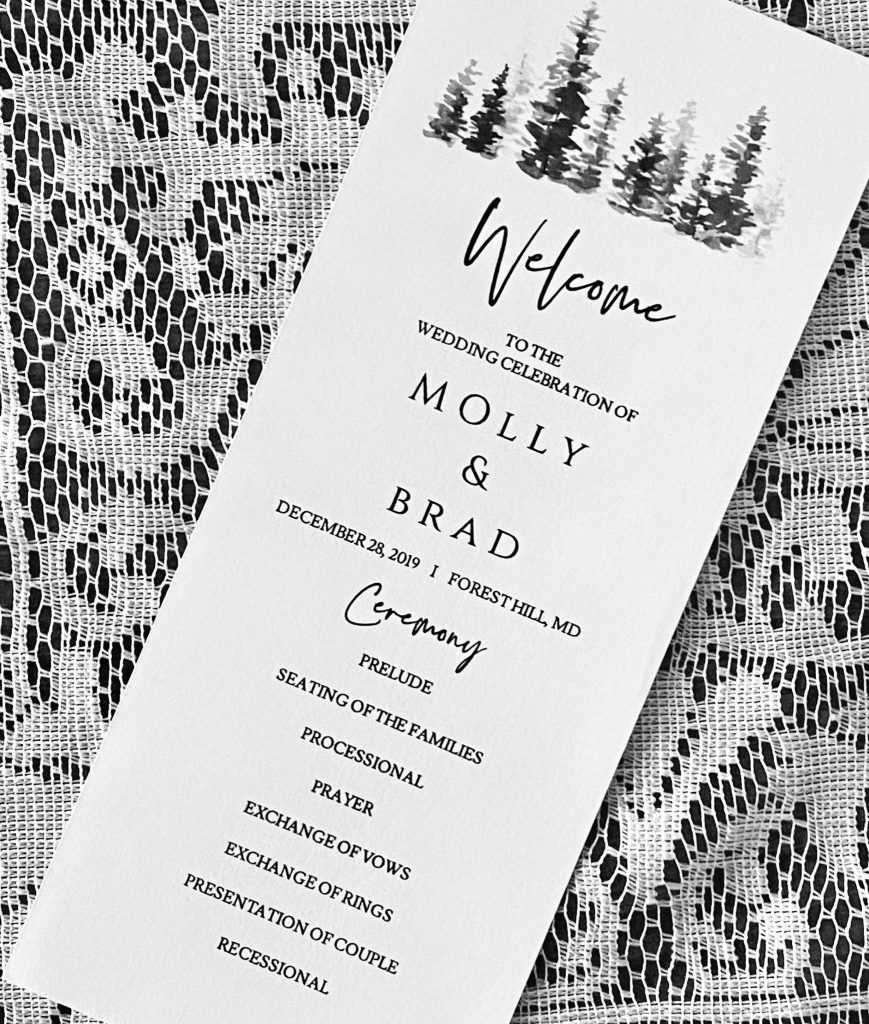 Welcome
TO THE
WEDDING CELEBRATION OF
MOLLY
&
BRAD
DECEMBER 28, 2019 I FOREST HILL, MD
Ceremony
PRELUDE
SEATING OF THE FAMILIES
PROCESSIONAL
PRAYER
EXCHANGE OF VOWS
EXCHANGE OF RINGS
PRESENTATION OF COUPLE
RECESSIONAL